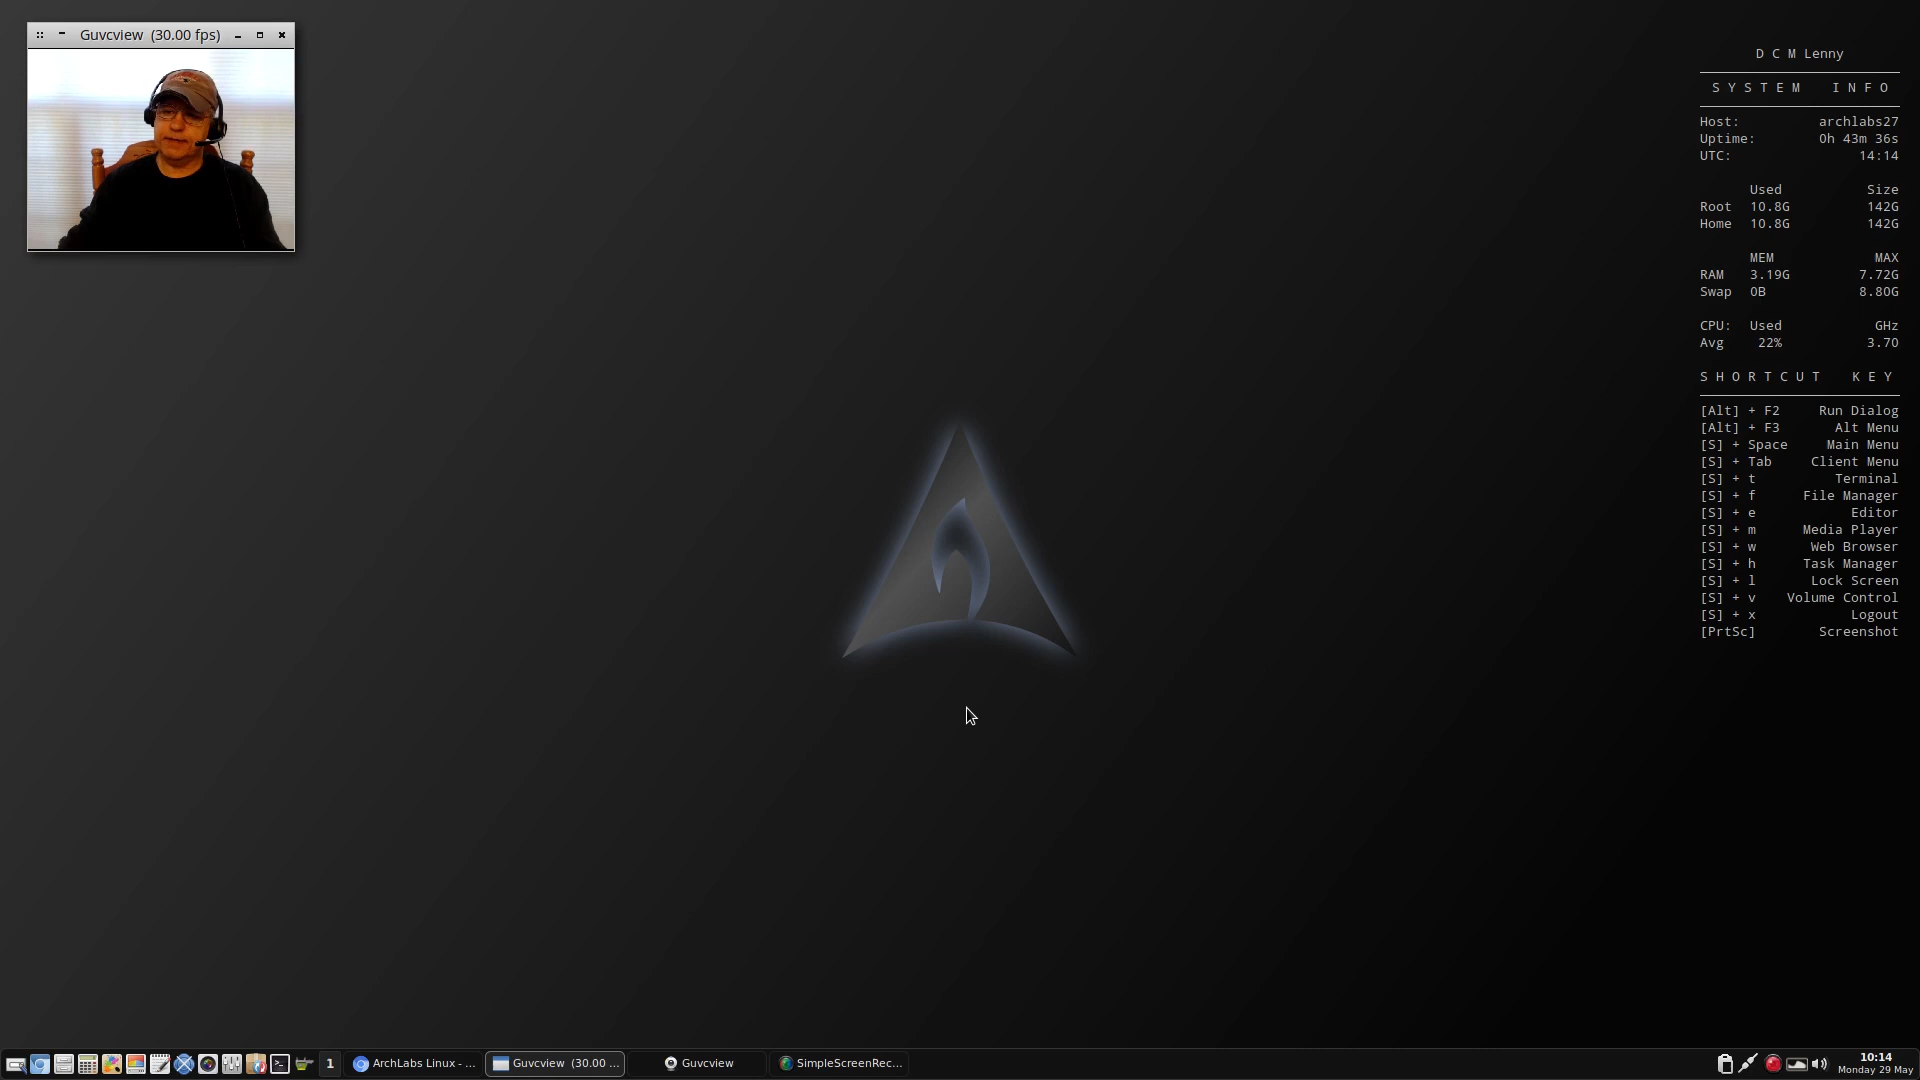 Guvcview (30.00 fps)
D C M Lenny
S Y S T E M I N F O
Host: archlabs27
Uptime: 0h 43m 36s
UTC: 14:14
Used Size
Root 10.8G 142G
Home 10.8G 142G
MEM MAX
RAM 3.19G 7.72G
Swap 0B 8.80G
CPU: Used GHz
Avg 22% 3.70
S H O R T C U T K E Y
[Alt] + F2 Run Dialog
[Alt] + F3 Alt Menu
[S] + Space Main Menu
[S] + Tab Client Menu
[S] + t Terminal
[S] + f File Manager
[S] + e Editor
[S] + m Media Player
[S] + w Web Browser
[S] + h Task Manager
[S] + l Lock Screen
[S] + v Volume Control
[S] + x Logout
[PrtSc] Screenshot
1 ArchLabs Linux - ... Guvcview (30.00 ... Guvcview SimpleScreenRec...
10:14
Monday 29 May